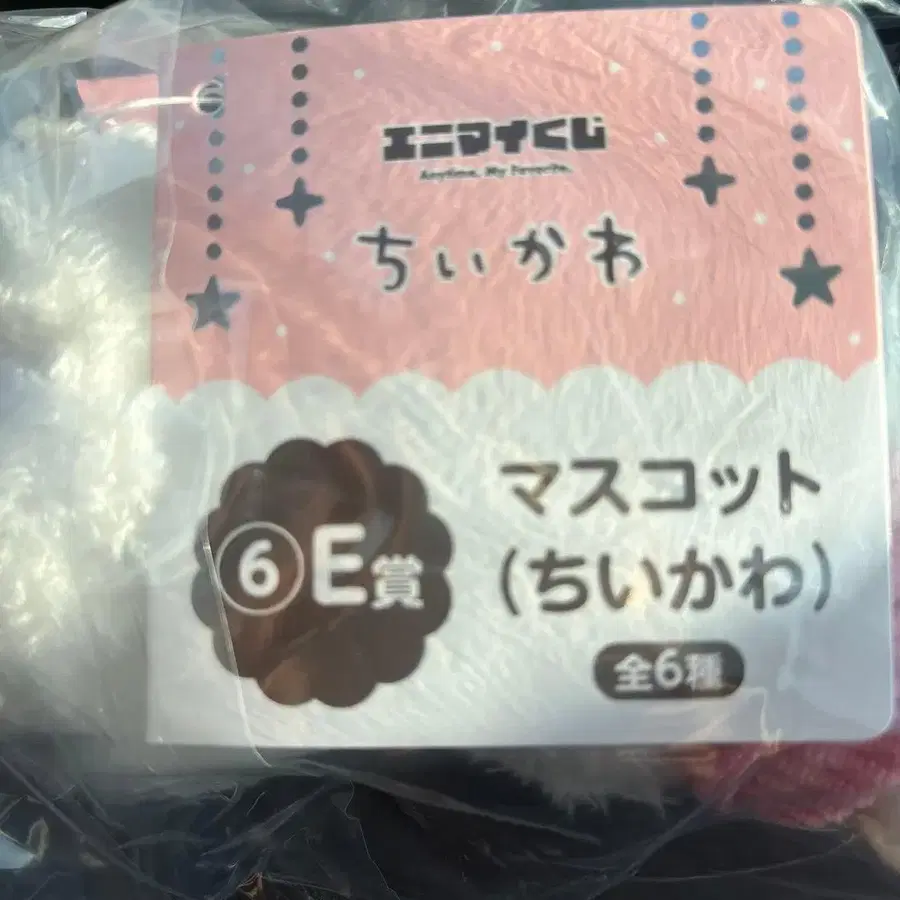 エニマイくじ
Anytime, My Favorite.
ちいかわ
⑥E賞
マスコット
(ちいかわ)
全6種